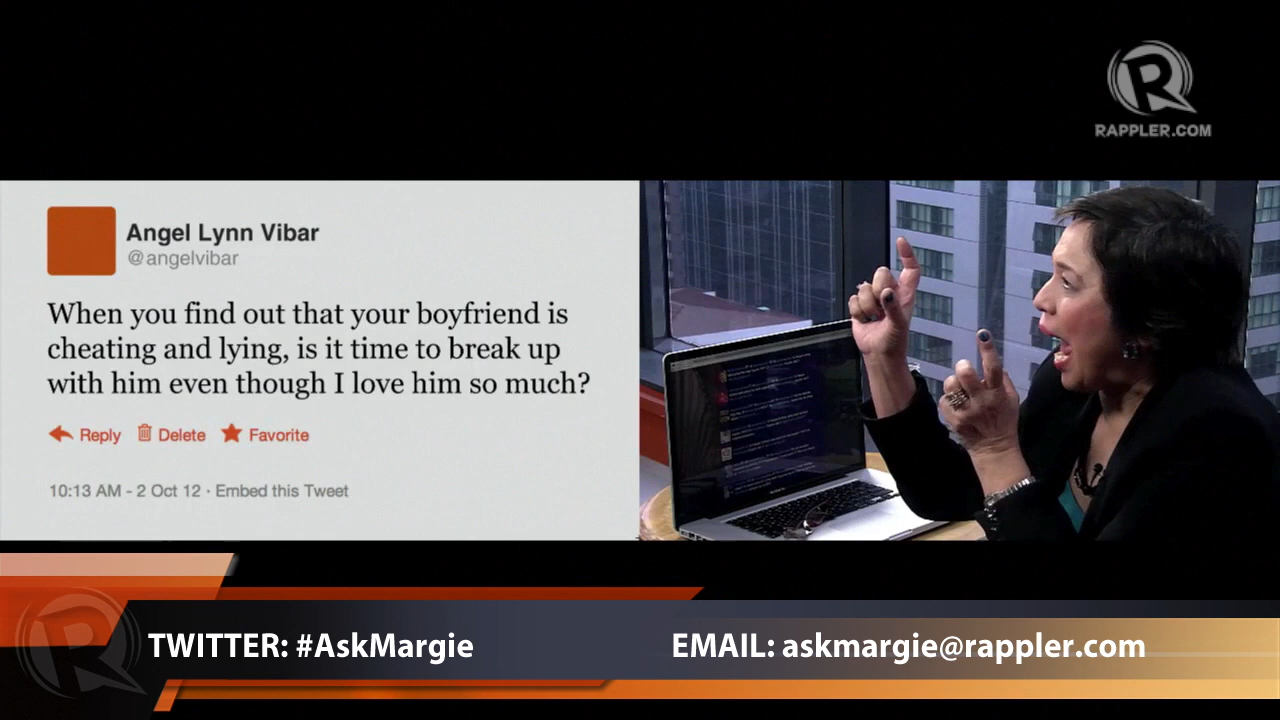 RAPPLER.COM
Angel Lynn Vibar
@angelvibar
When you find out that your boyfriend is
cheating and lying, is it time to break up
with him even though I love him so much?
Reply Delete Favorite
10:13 AM - 2 Oct 12 · Embed this Tweet
TWITTER: #AskMargie EMAIL: askmargie@rappler.com